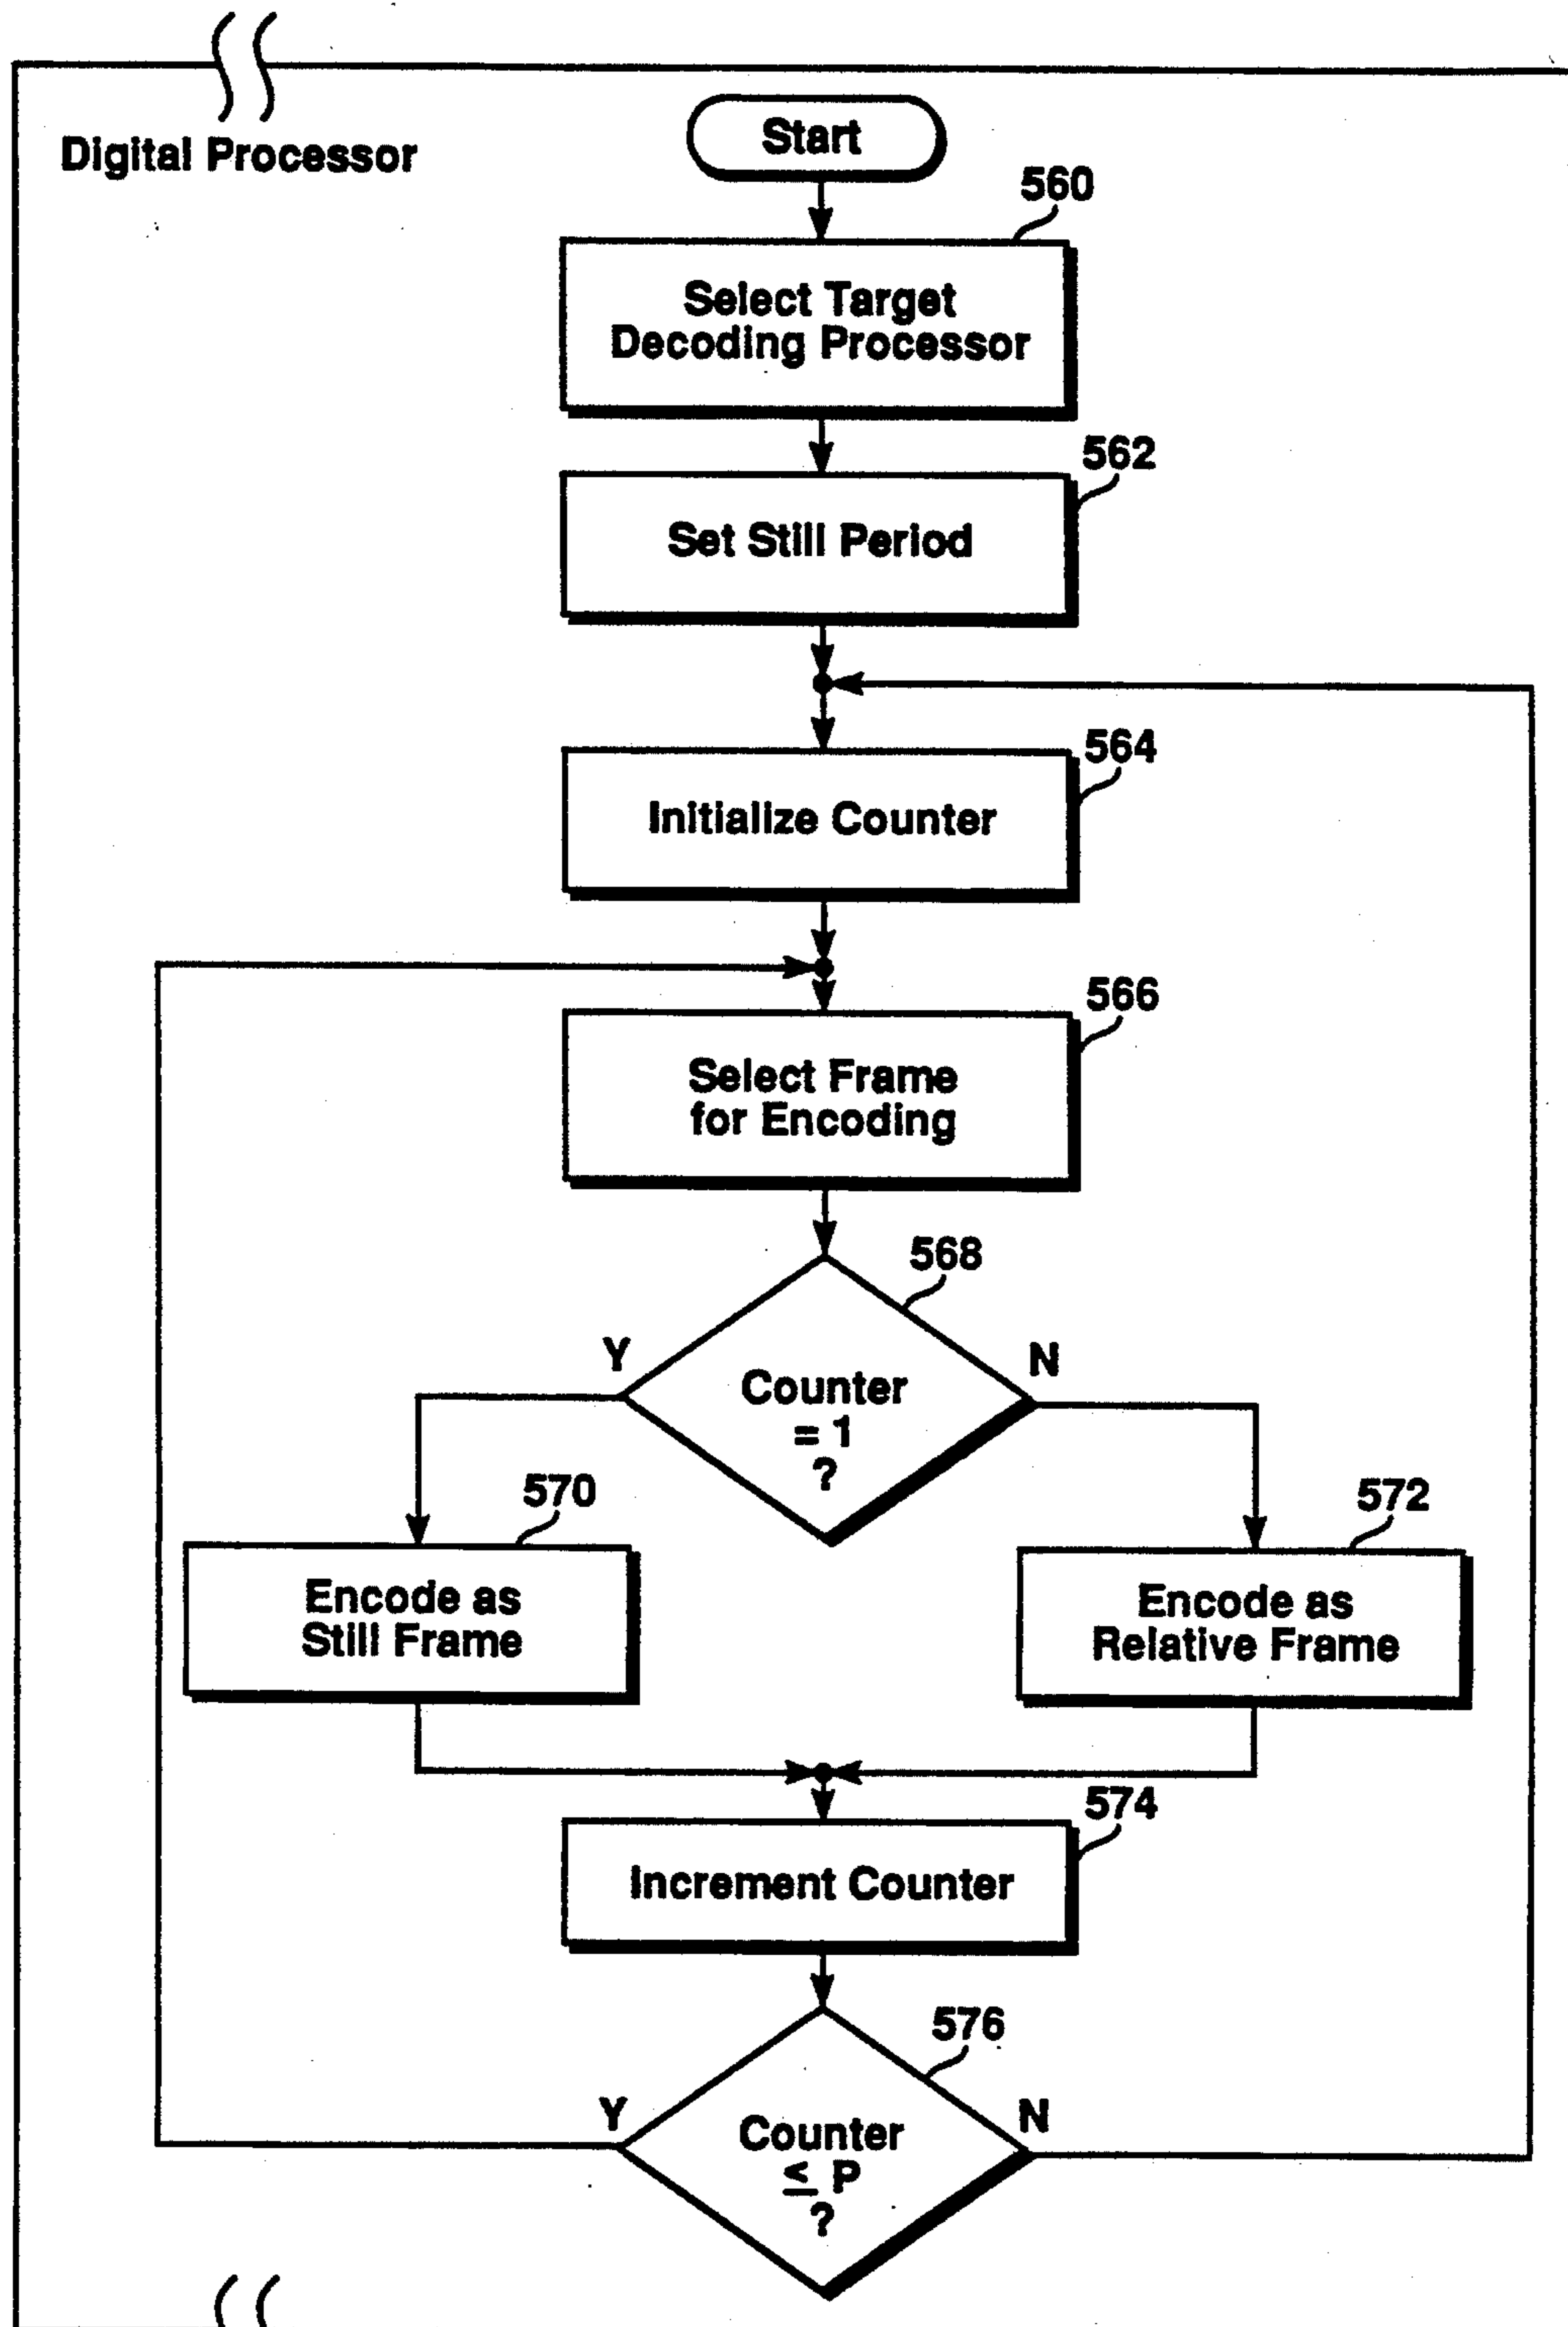 Digital Processor
Start
560
Select Target
Decoding Processor
562
Set Still Period
564
Initialize Counter
566
Select Frame
for Encoding
568
Y
N
Counter
= 1
?
570
572
Encode as
Still Frame
Encode as
Relative Frame
574
Increment Counter
576
Y
N
Counter
≤ P
?